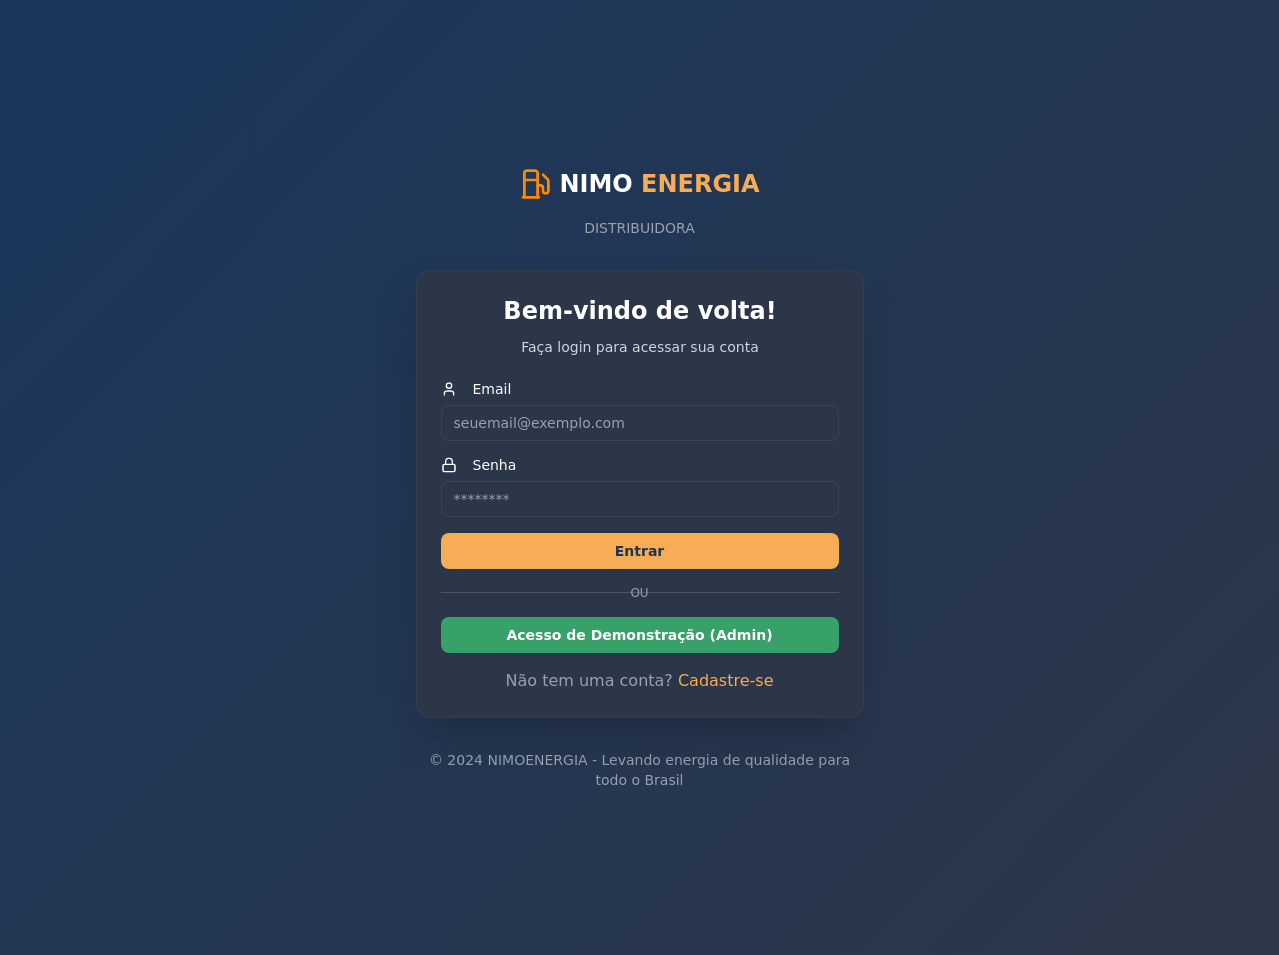 NIMO ENERGIA
DISTRIBUIDORA
Bem-vindo de volta!
Faça login para acessar sua conta
Email
seuemail@exemplo.com
Senha
********
Entrar
OU
Acesso de Demonstração (Admin)
Não tem uma conta? Cadastre-se
© 2024 NIMOENERGIA - Levando energia de qualidade para
todo o Brasil